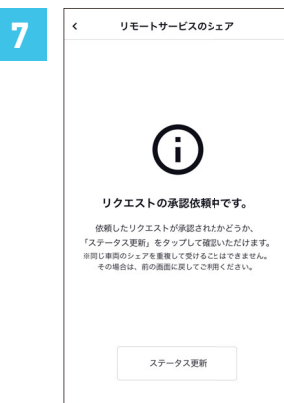 7
リモートサービスのシェア
リクエストの承認依頼中です。
依頼したリクエストが承認されたかどうか、
「ステータス更新」をタップして確認いただけます。
※同じ車両のシェアを重複して受けることはできません。
その場合は、前の画面に戻してご利用ください。
ステータス更新